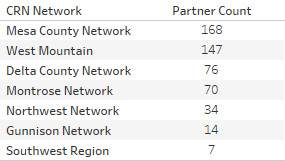 CRN Network Partner Count
Mesa County Network 168
West Mountain 147
Delta County Network 76
Montrose Network 70
Northwest Network 34
Gunnison Network 14
Southwest Region 7